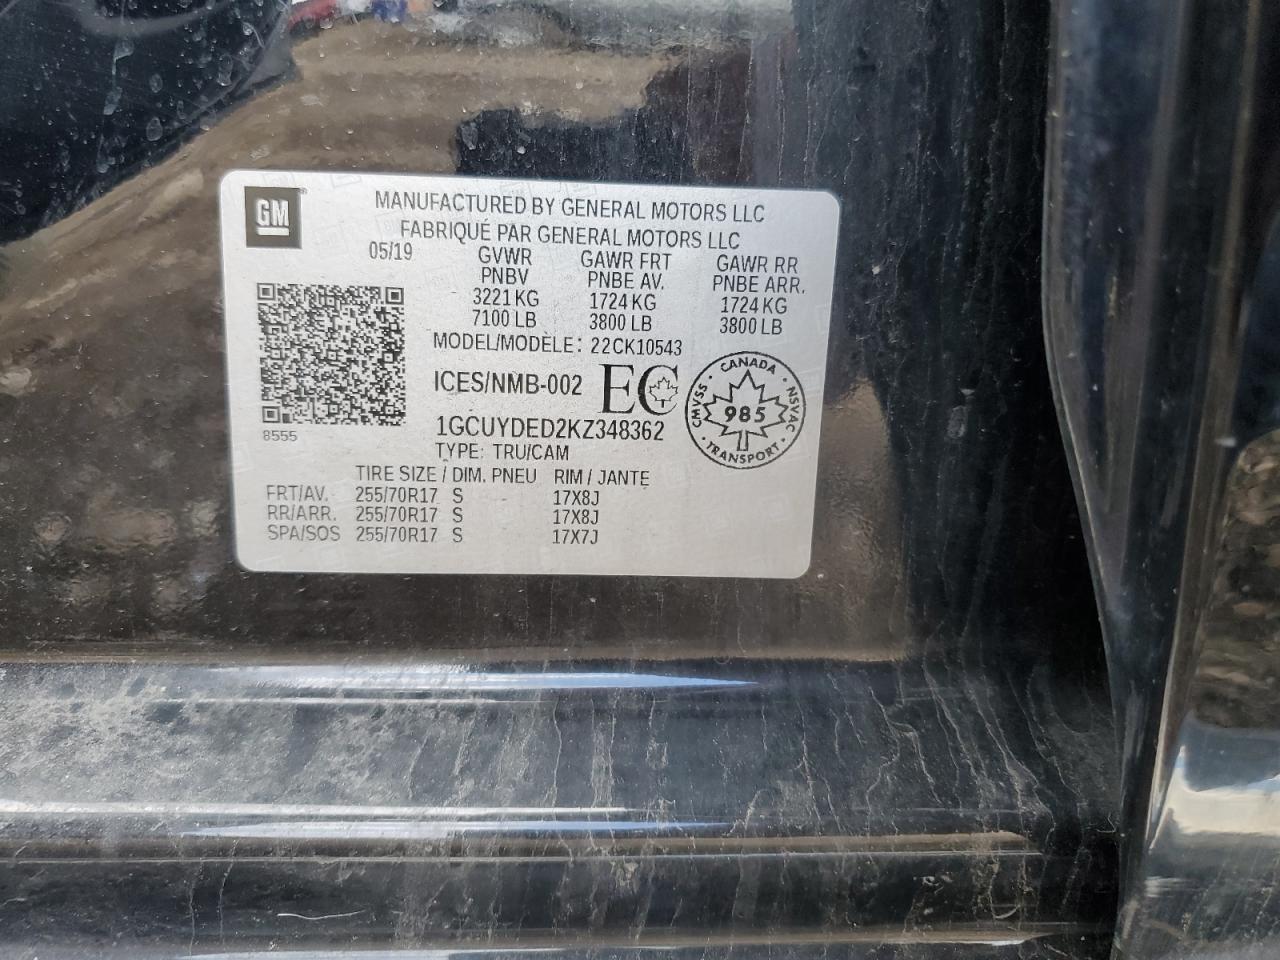 GM
MANUFACTURED BY GENERAL MOTORS LLC
FABRIQUÉ PAR GENERAL MOTORS LLC
05/19 GVWR GAWR FRT GAWR RR
PNBV PNBE AV. PNBE ARR.
3221 KG 1724 KG 1724 KG
7100 LB 3800 LB 3800 LB
MODEL/MODÈLE: 22CK10543
ICES/NMB-002 EC
CANADA
CMVSS 985 NSVAC
TRANSPORT
8555
1GCUYDED2KZ348362
TYPE: TRU/CAM
TIRE SIZE / DIM. PNEU RIM / JANTE
FRT/AV. 255/70R17 S 17X8J
RR/ARR. 255/70R17 S 17X8J
SPA/SOS 255/70R17 S 17X7J